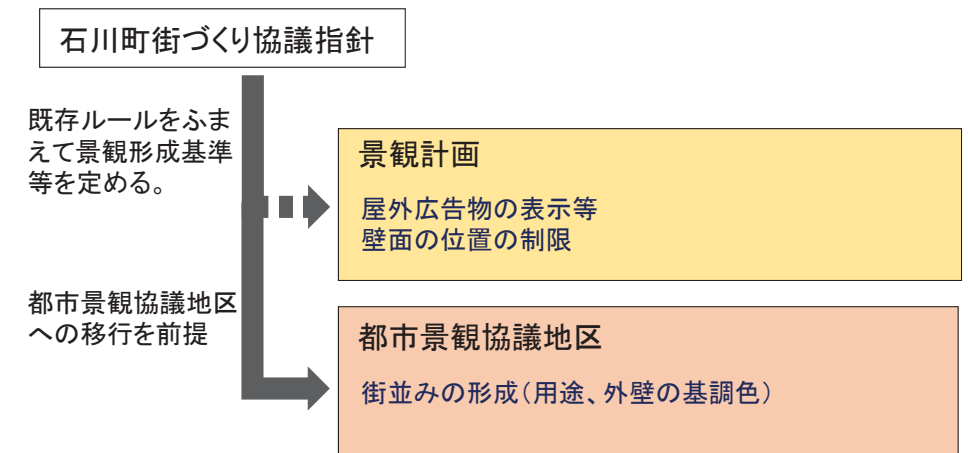 石川町街づくり協議指針
既存ルールをふま
えて景観形成基準
等を定める。
景観計画
屋外広告物の表示等
壁面の位置の制限
都市景観協議地区
への移行を前提
都市景観協議地区
街並みの形成（用途、外壁の基調色）